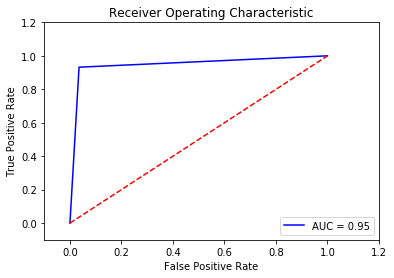 Receiver Operating Characteristic
1.2
1.0
0.8
0.6
0.4
0.2
0.0
True Positive Rate
AUC = 0.95
0.0 0.2 0.4 0.6 0.8 1.0 1.2
False Positive Rate